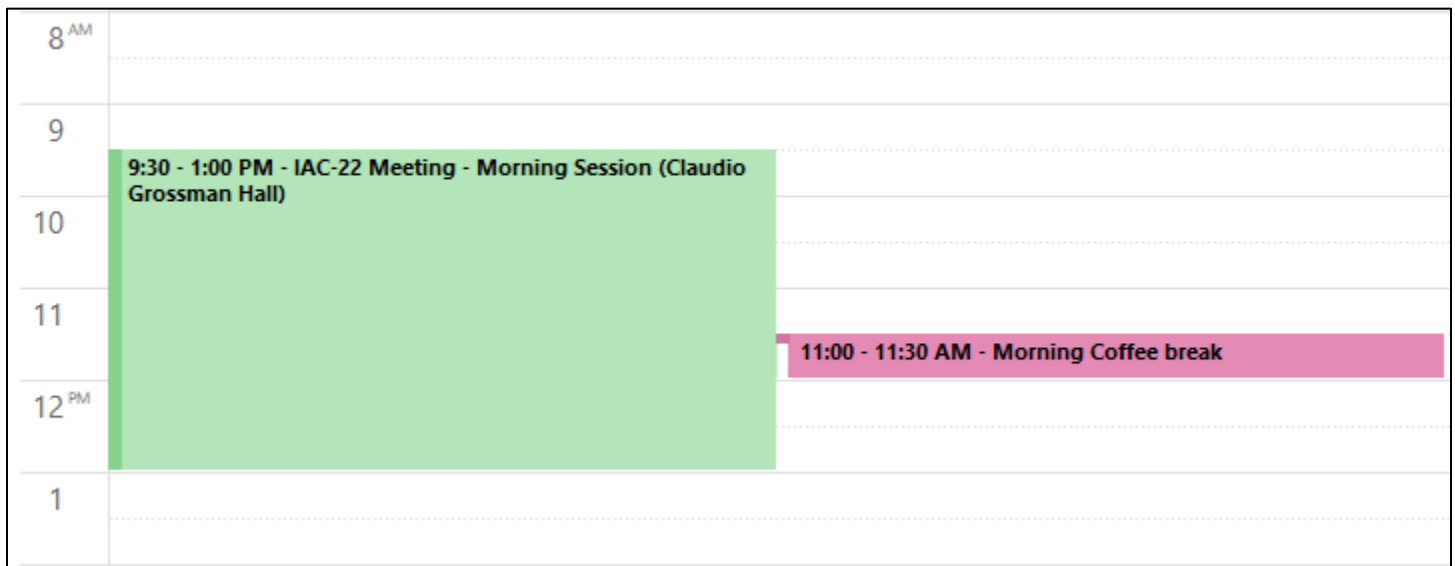 8 AM
9
9:30 - 1:00 PM - IAC-22 Meeting - Morning Session (Claudio
Grossman Hall)
10
11
11:00 - 11:30 AM - Morning Coffee break
12 PM
1